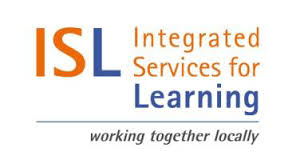 ISL Integrated
Services for
Learning
working together locally